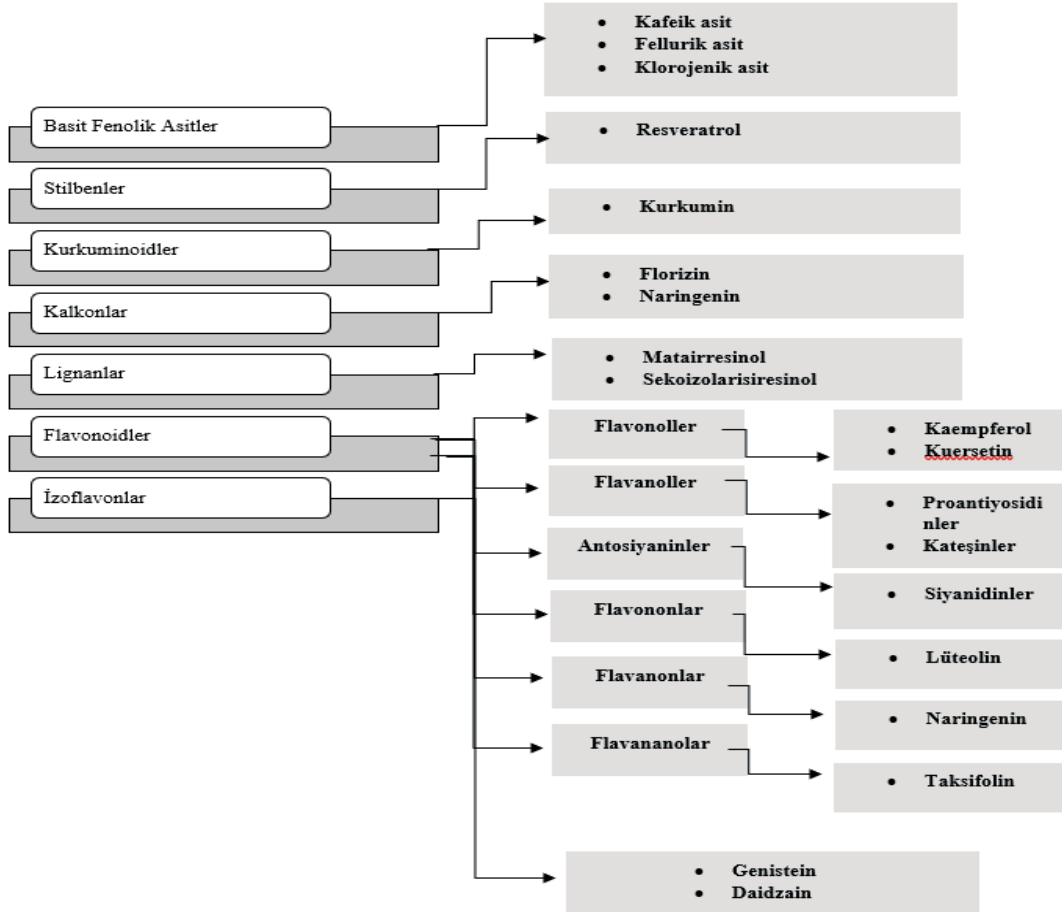 Basit Fenolik Asitler
Kafeik asit
Fellurik asit
Klorojenik asit
Stilbenler
Resveratrol
Kurkuminoidler
Kurkumin
Kalkonlar
Florizin
Naringenin
Lignanlar
Matairresinol
Sekoizolarisiresinol
Flavonoidler
Flavonoller
Kaempferol
Kuersetin
Flavanoller
Proantiyosidi
nler
Kateşinler
Antosiyaninler
Siyanidinler
Flavononlar
Lüteolin
Flavanonlar
Naringenin
Flavananolar
Taksifolin
İzoflavonlar
Genistein
Daidzain